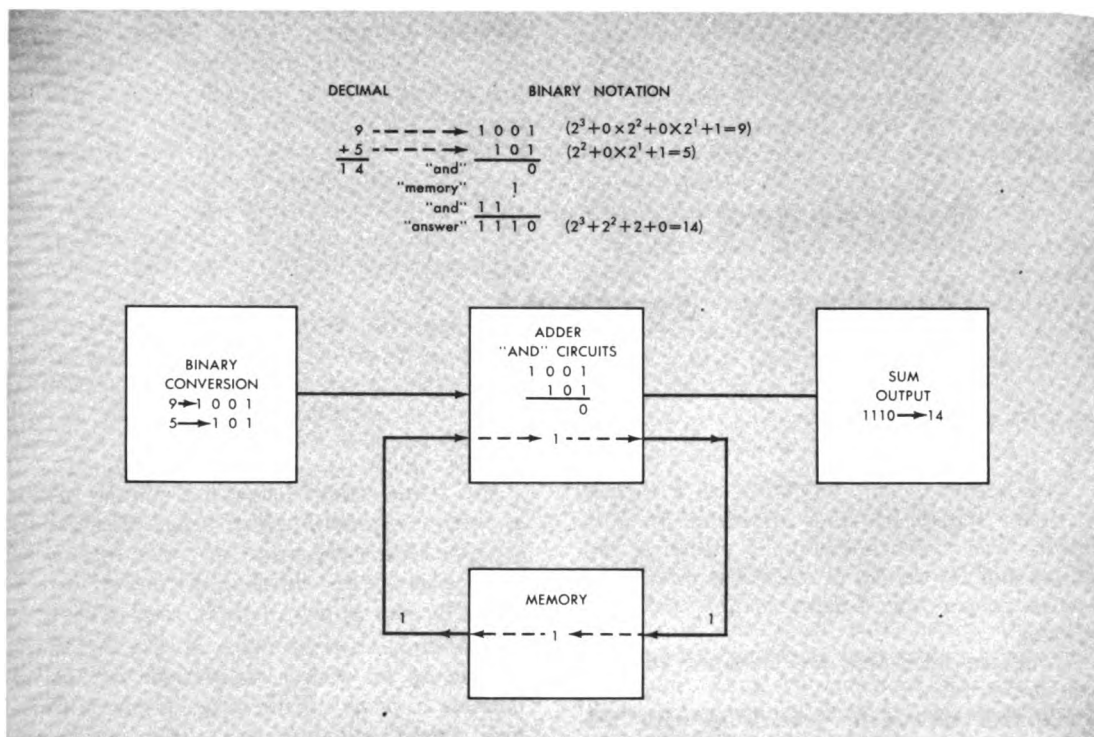 DECIMAL BINARY NOTATION
9 → 1 0 0 1 (2³+0×2²+0×2¹+1=9)
+5 → 1 0 1 (2²+0×2¹+1=5)
1 4 "and" 0
"memory" 1
"and" 1 1
"answer" 1 1 1 0 (2³+2²+2+0=14)
BINARY
CONVERSION
9→1 0 0 1
5→1 0 1
ADDER
"AND" CIRCUITS
1 0 0 1
1 0 1
0
1
SUM
OUTPUT
1110→14
MEMORY
1
1
1